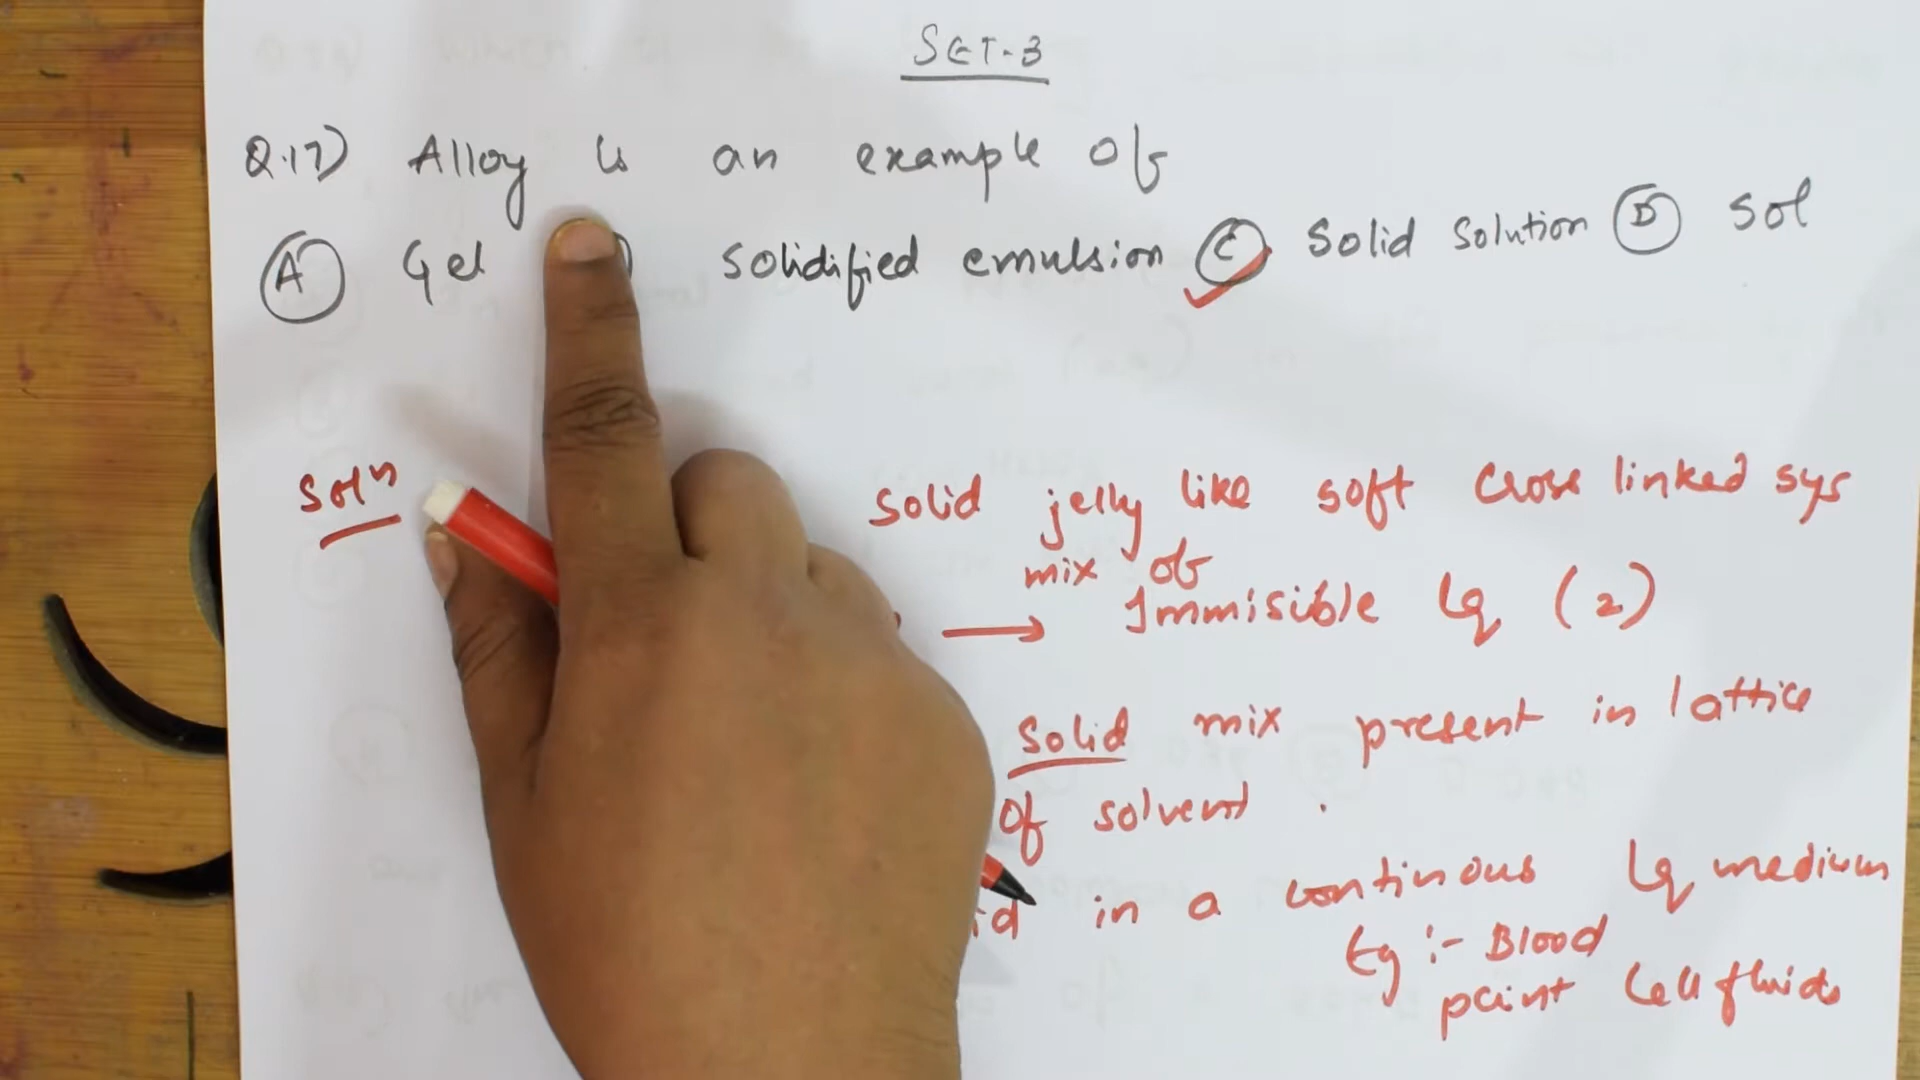 SET-3
Q.17) Alloy is an example of
(A) Gel solidified emulsion (C) Solid Solution (D) Sol
Soln
Solid jelly like soft cross linked sys
mix of
→ Immisible lq (2)
Solid mix present in lattice
of solvent .
in a continous lq medium
Eg :- Blood
paint Cell fluids